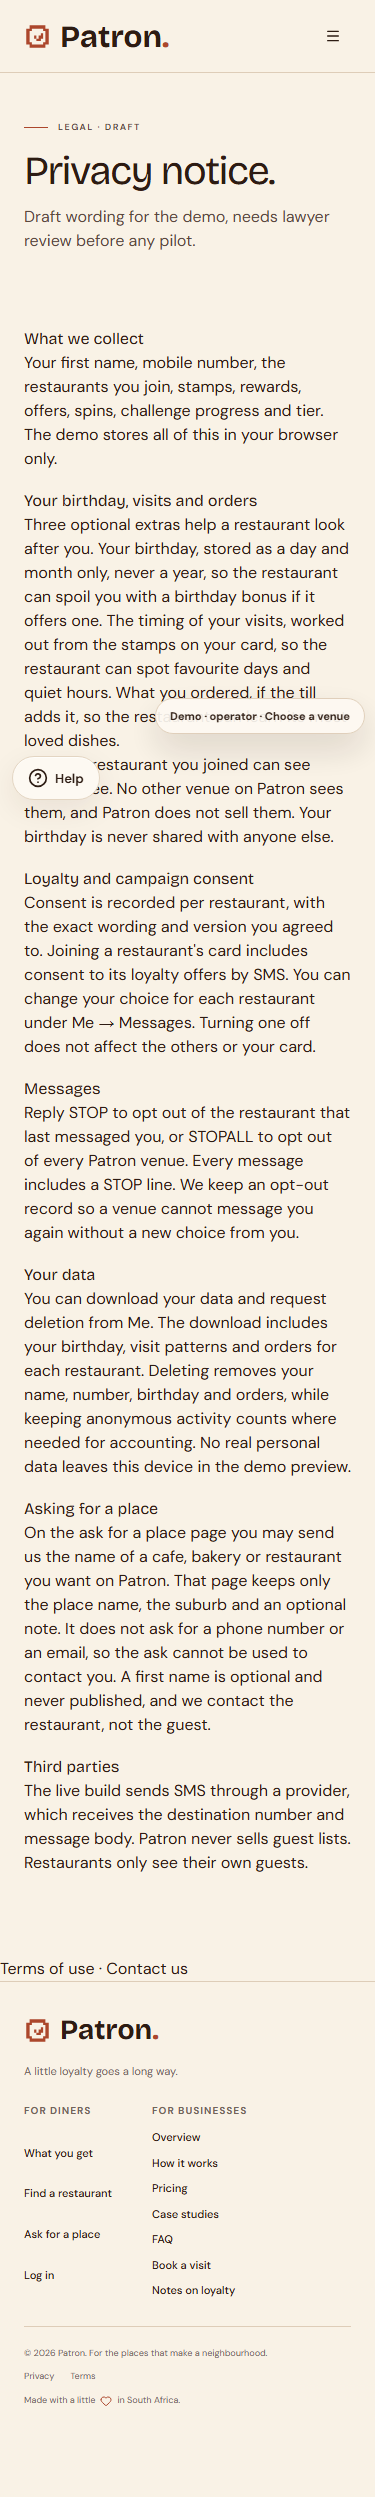 Patron.
LEGAL · DRAFT
Privacy notice.
Draft wording for the demo, needs lawyer
review before any pilot.
What we collect
Your first name, mobile number, the
restaurants you join, stamps, rewards,
offers, spins, challenge progress and tier.
The demo stores all of this in your browser
only.
Your birthday, visits and orders
Three optional extras help a restaurant look
after you. Your birthday, stored as a day and
month only, never a year, so the restaurant
can spoil you with a birthday bonus if it
offers one. The timing of your visits, worked
out from the stamps on your card, so the
restaurant can spot favourite days and
quiet hours. What you ordered, if the till
adds it, so the
Demo · operator · Choose a venue
loved dishes.
restaurant you joined can see
Help
No other venue on Patron sees
them, and Patron does not sell them. Your
birthday is never shared with anyone else.
Loyalty and campaign consent
Consent is recorded per restaurant, with
the exact wording and version you agreed
to. Joining a restaurant's card includes
consent to its loyalty offers by SMS. You can
change your choice for each restaurant
under Me → Messages. Turning one off
does not affect the others or your card.
Messages
Reply STOP to opt out of the restaurant that
last messaged you, or STOPALL to opt out
of every Patron venue. Every message
includes a STOP line. We keep an opt-out
record so a venue cannot message you
again without a new choice from you.
Your data
You can download your data and request
deletion from Me. The download includes
your birthday, visit patterns and orders for
each restaurant. Deleting removes your
name, number, birthday and orders, while
keeping anonymous activity counts where
needed for accounting. No real personal
data leaves this device in the demo preview.
Asking for a place
On the ask for a place page you may send
us the name of a cafe, bakery or restaurant
you want on Patron. That page keeps only
the place name, the suburb and an optional
note. It does not ask for a phone number or
an email, so the ask cannot be used to
contact you. A first name is optional and
never published, and we contact the
restaurant, not the guest.
Third parties
The live build sends SMS through a provider,
which receives the destination number and
message body. Patron never sells guest lists.
Restaurants only see their own guests.
Terms of use · Contact us
Patron.
A little loyalty goes a long way.
FOR DINERS
What you get
Find a restaurant
Ask for a place
Log in
FOR BUSINESSES
Overview
How it works
Pricing
Case studies
FAQ
Book a visit
Notes on loyalty
© 2026 Patron. For the places that make a neighbourhood.
Privacy Terms
Made with a little in South Africa.